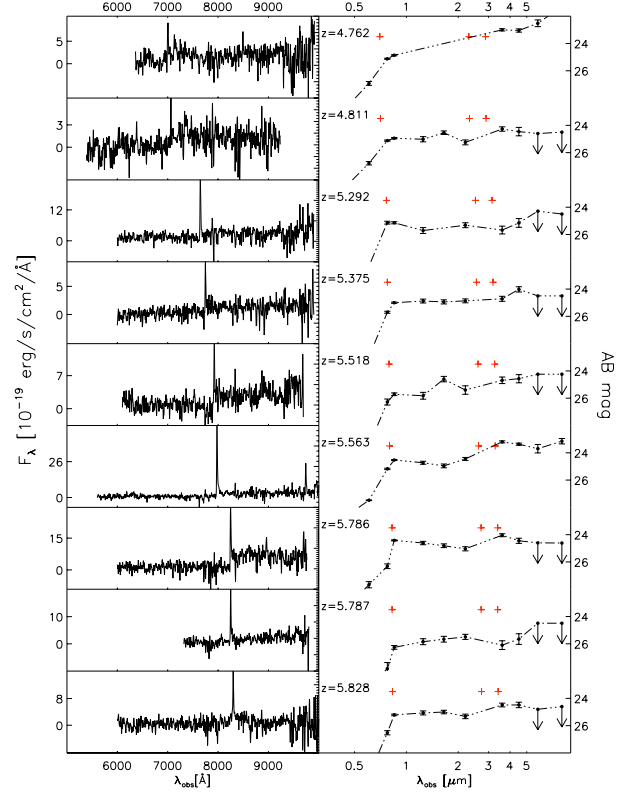 5
0
z=4.762
24
26
3
0
z=4.811
24
26
12
0
z=5.292
24
26
5
0
z=5.375
24
26
7
0
z=5.518
24
26
26
0
z=5.563
24
26
15
0
z=5.786
24
26
10
0
z=5.787
24
26
8
0
z=5.828
24
26
F_λ [10⁻¹⁹ erg/s/cm²/Å]
AB mag
6000 7000 8000 9000
0.5 1 2 3 4 5
6000 7000 8000 9000
0.5 1 2 3 4 5
λ_obs[Å]
λ_obs [μm]